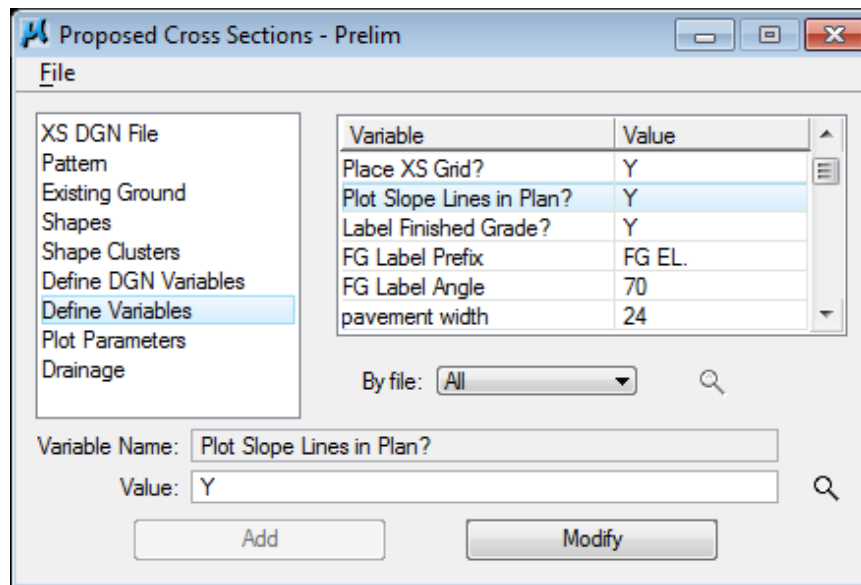 Proposed Cross Sections - Prelim
File
XS DGN File
Pattern
Existing Ground
Shapes
Shape Clusters
Define DGN Variables
Define Variables
Plot Parameters
Drainage
Variable Value
Place XS Grid? Y
Plot Slope Lines in Plan? Y
Label Finished Grade? Y
FG Label Prefix FG EL.
FG Label Angle 70
pavement width 24
By file: All
Variable Name: Plot Slope Lines in Plan?
Value: Y
Add Modify